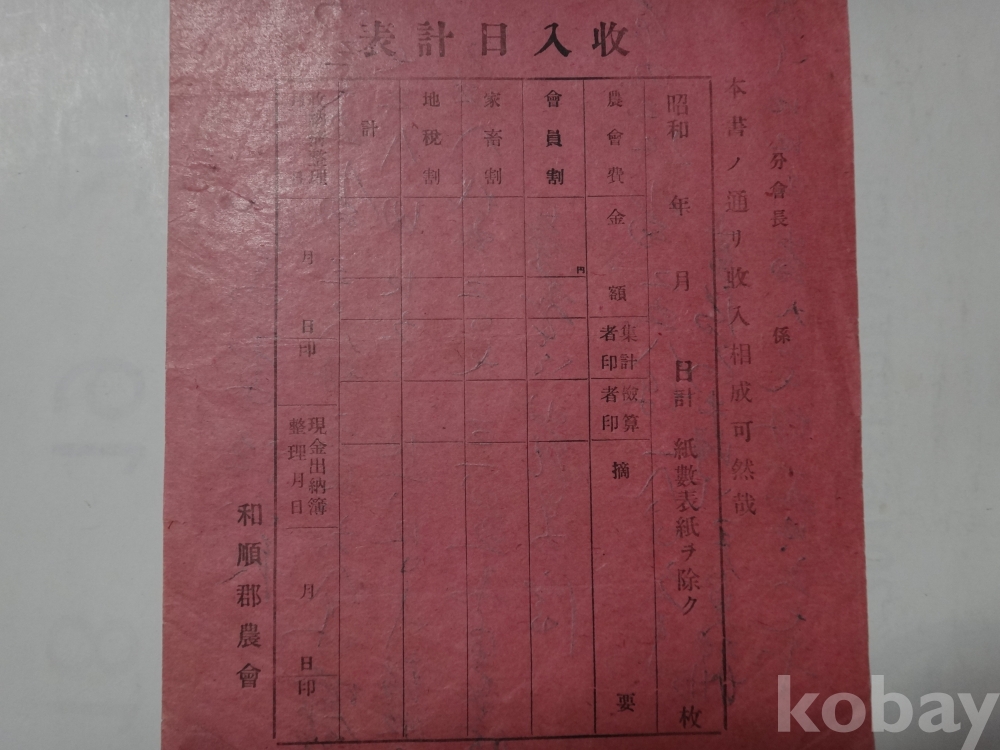 收入日計表
分會長
係
本書ノ通リ收入相成可然哉
昭和 年 月 日計 紙數表紙ヲ除ク 枚
農會費 金額 集計者印 檢算者印 摘要
會員割 円
家畜割
地稅割
計
月 日 印 現金出納簿整理月日 月 日 印
和順郡農會
kobay